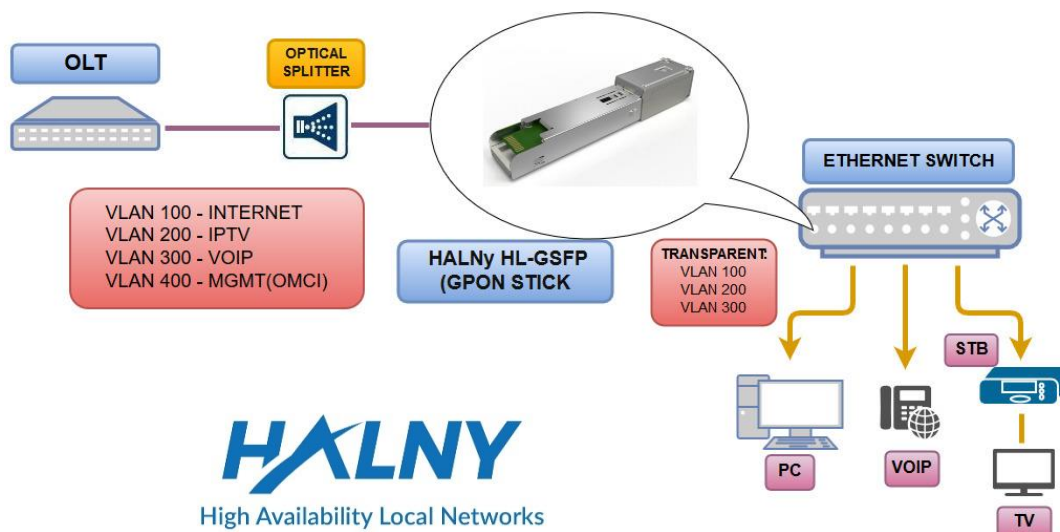 OLT
OPTICAL
SPLITTER
ETHERNET SWITCH
VLAN 100 - INTERNET
VLAN 200 - IPTV
VLAN 300 - VOIP
VLAN 400 - MGMT(OMCI)
HALNy HL-GSFP
(GPON STICK
TRANSPARENT:
VLAN 100
VLAN 200
VLAN 300
STB
PC
VOIP
TV
HALNY
High Availability Local Networks